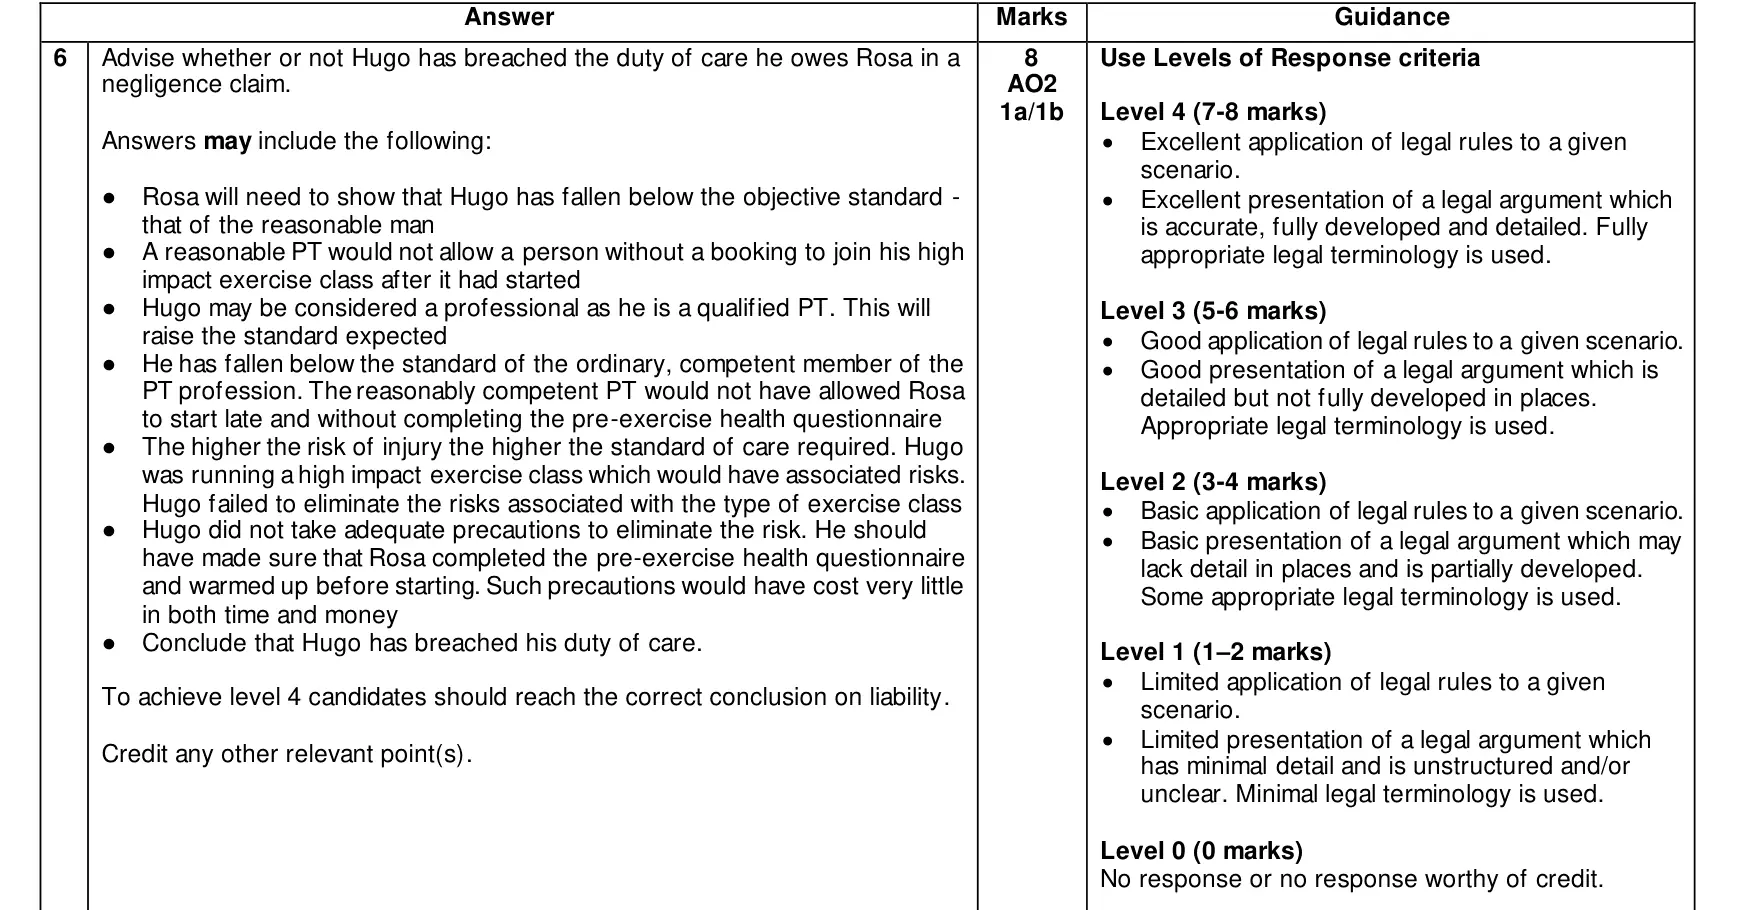 Answer Marks Guidance
6 Advise whether or not Hugo has breached the duty of care he owes Rosa in a
negligence claim.
Answers may include the following:
● Rosa will need to show that Hugo has fallen below the objective standard -
that of the reasonable man
● A reasonable PT would not allow a person without a booking to join his high
impact exercise class after it had started
● Hugo may be considered a professional as he is a qualified PT. This will
raise the standard expected
● He has fallen below the standard of the ordinary, competent member of the
PT profession. The reasonably competent PT would not have allowed Rosa
to start late and without completing the pre-exercise health questionnaire
● The higher the risk of injury the higher the standard of care required. Hugo
was running a high impact exercise class which would have associated risks.
Hugo failed to eliminate the risks associated with the type of exercise class
● Hugo did not take adequate precautions to eliminate the risk. He should
have made sure that Rosa completed the pre-exercise health questionnaire
and warmed up before starting. Such precautions would have cost very little
in both time and money
● Conclude that Hugo has breached his duty of care.
To achieve level 4 candidates should reach the correct conclusion on liability.
Credit any other relevant point(s).
8
AO2
1a/1b
Use Levels of Response criteria
Level 4 (7-8 marks)
• Excellent application of legal rules to a given
scenario.
• Excellent presentation of a legal argument which
is accurate, fully developed and detailed. Fully
appropriate legal terminology is used.
Level 3 (5-6 marks)
• Good application of legal rules to a given scenario.
• Good presentation of a legal argument which is
detailed but not fully developed in places.
Appropriate legal terminology is used.
Level 2 (3-4 marks)
• Basic application of legal rules to a given scenario.
• Basic presentation of a legal argument which may
lack detail in places and is partially developed.
Some appropriate legal terminology is used.
Level 1 (1–2 marks)
• Limited application of legal rules to a given
scenario.
• Limited presentation of a legal argument which
has minimal detail and is unstructured and/or
unclear. Minimal legal terminology is used.
Level 0 (0 marks)
No response or no response worthy of credit.